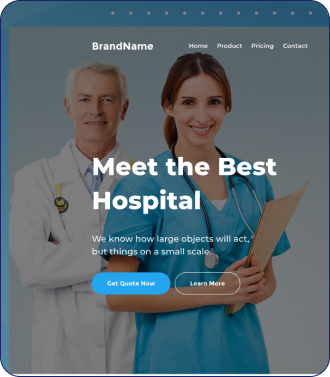 BrandName
Home Product Pricing Contact
Meet the Best
Hospital
We know how large objects will act,
but things on a small scale.
Get Quote Now Learn More